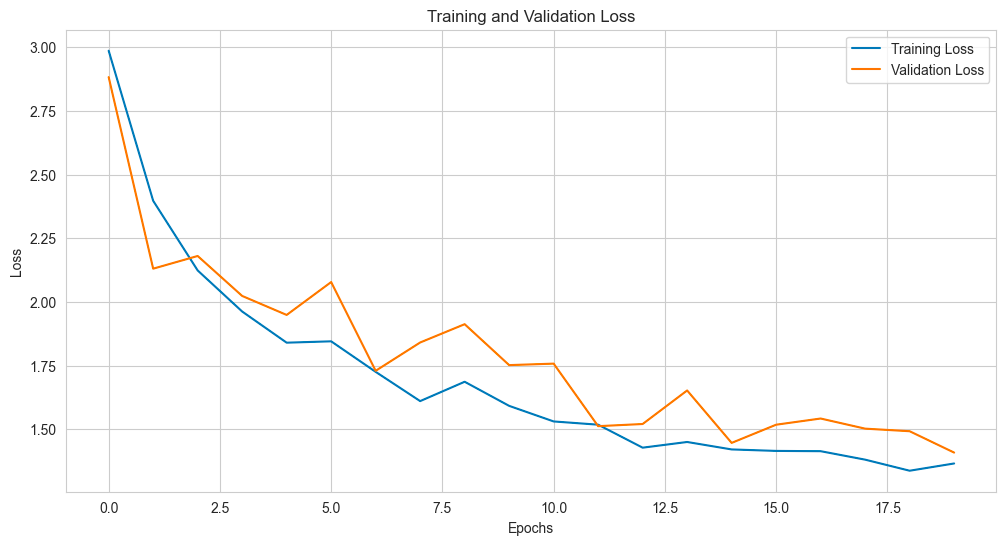 Training and Validation Loss
Training Loss
Validation Loss
3.00
2.75
2.50
2.25
2.00
1.75
1.50
Loss
0.0 2.5 5.0 7.5 10.0 12.5 15.0 17.5
Epochs